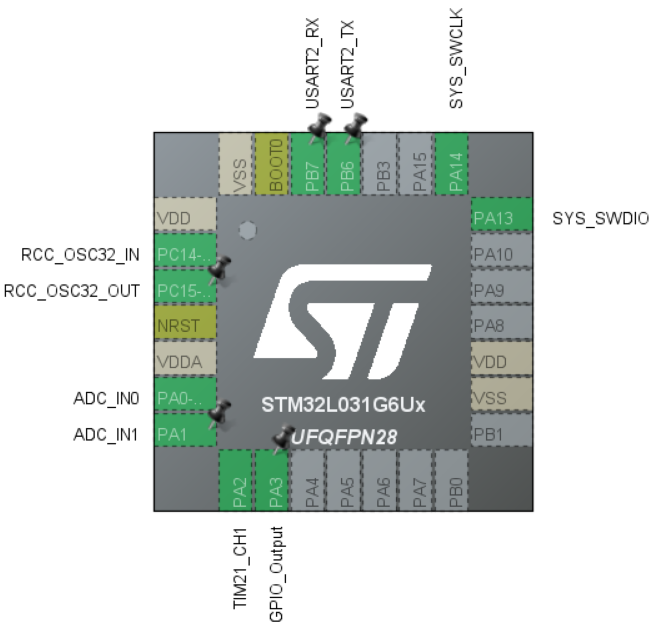 USART2_RX
USART2_TX
SYS_SWCLK
VSS
BOOT0
PB7
PB6
PB3
PA15
PA14
VDD
PA13
SYS_SWDIO
RCC_OSC32_IN
PC14-..
PA10
RCC_OSC32_OUT
PC15-..
PA9
NRST
PA8
VDDA
VDD
ADC_IN0
PA0-..
STM32L031G6Ux
VSS
ADC_IN1
PA1
UFQFPN28
PB1
PA2
PA3
PA4
PA5
PA6
PA7
PB0
TIM21_CH1
GPIO_Output